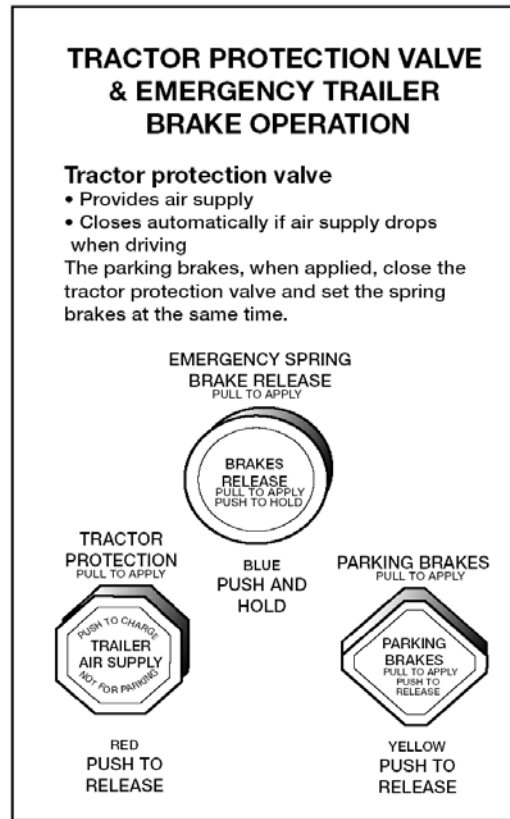 TRACTOR PROTECTION VALVE
& EMERGENCY TRAILER
BRAKE OPERATION
Tractor protection valve
• Provides air supply
• Closes automatically if air supply drops
when driving
The parking brakes, when applied, close the
tractor protection valve and set the spring
brakes at the same time.
EMERGENCY SPRING
BRAKE RELEASE
PULL TO APPLY
BRAKES
RELEASE
PULL TO APPLY
PUSH TO HOLD
BLUE
PUSH AND
HOLD
TRACTOR
PROTECTION
PULL TO APPLY
PUSH TO CHARGE
TRAILER
AIR SUPPLY
NOT FOR PARKING
RED
PUSH TO
RELEASE
PARKING BRAKES
PULL TO APPLY
PARKING
BRAKES
PULL TO APPLY
PUSH TO
RELEASE
YELLOW
PUSH TO
RELEASE